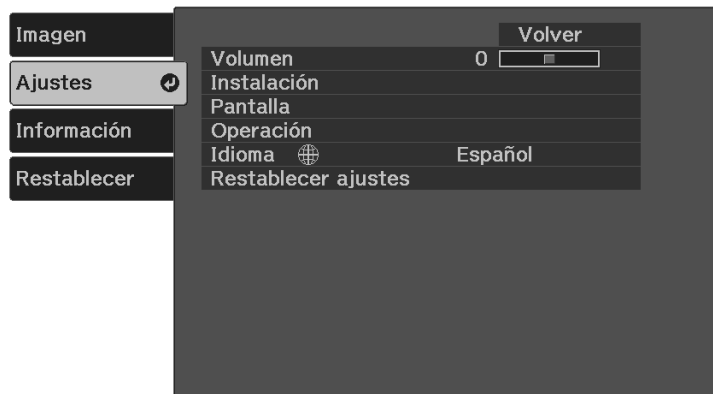 Imagen
Ajustes
Información
Restablecer
Volver
Volumen 0
Instalación
Pantalla
Operación
Idioma Español
Restablecer ajustes